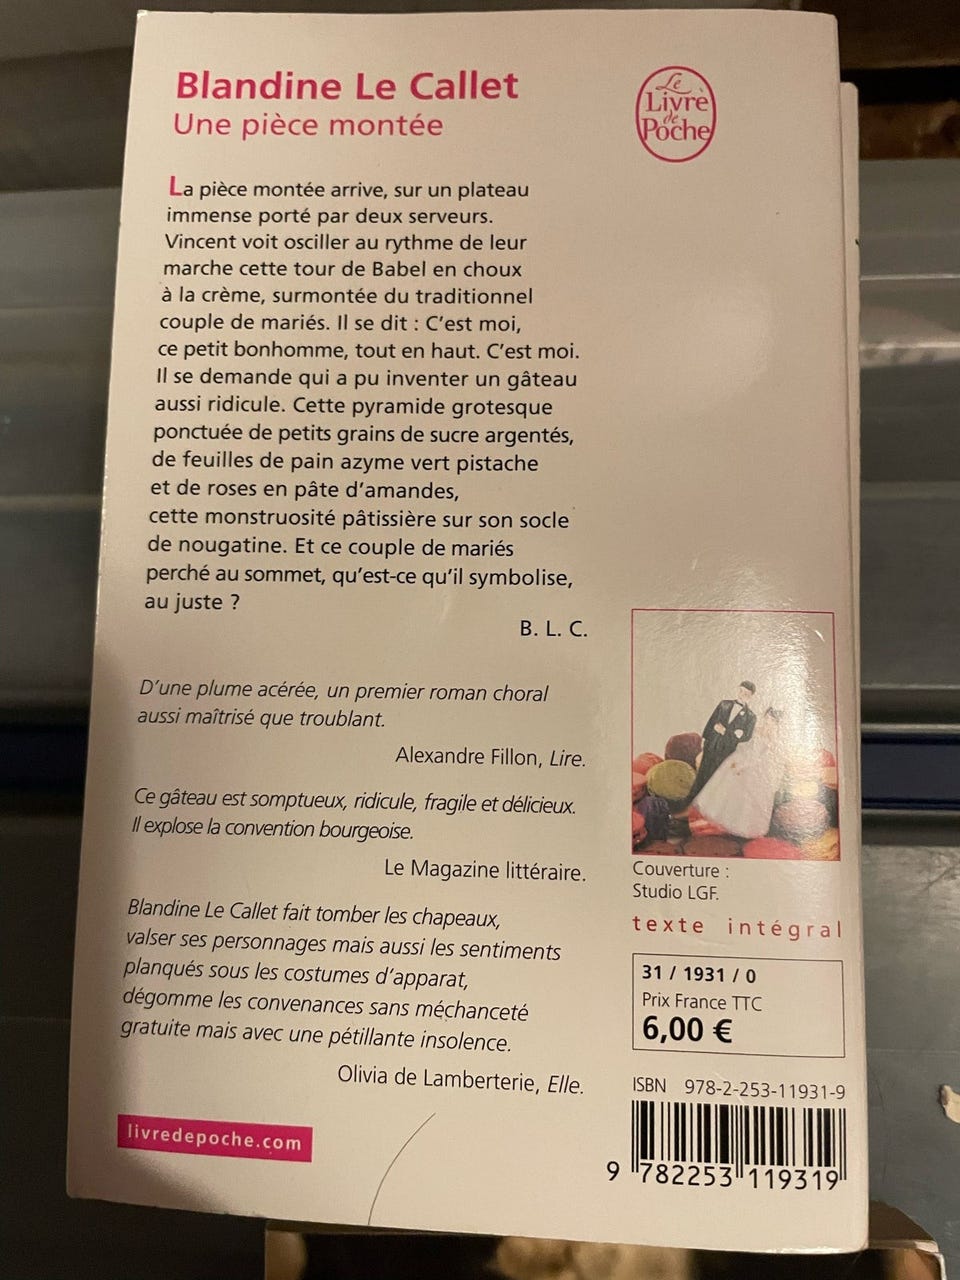 Blandine Le Callet
Une pièce montée
Le
Livre
de
Poche
La pièce montée arrive, sur un plateau
immense porté par deux serveurs.
Vincent voit osciller au rythme de leur
marche cette tour de Babel en choux
à la crème, surmontée du traditionnel
couple de mariés. Il se dit : C'est moi,
ce petit bonhomme, tout en haut. C'est moi.
Il se demande qui a pu inventer un gâteau
aussi ridicule. Cette pyramide grotesque
ponctuée de petits grains de sucre argentés,
de feuilles de pain azyme vert pistache
et de roses en pâte d'amandes,
cette monstruosité pâtissière sur son socle
de nougatine. Et ce couple de mariés
perché au sommet, qu'est-ce qu'il symbolise,
au juste ?
B. L. C.
D'une plume acérée, un premier roman choral
aussi maîtrisé que troublant.
Alexandre Fillon, Lire.
Ce gâteau est somptueux, ridicule, fragile et délicieux.
Il explose la convention bourgeoise.
Le Magazine littéraire.
Blandine Le Callet fait tomber les chapeaux,
valser ses personnages mais aussi les sentiments
planqués sous les costumes d'apparat,
dégomme les convenances sans méchanceté
gratuite mais avec une pétillante insolence.
Olivia de Lamberterie, Elle.
livredepoche.com
Couverture :
Studio LGF.
texte intégral
31 / 1931 / 0
Prix France TTC
6,00 €
ISBN 978-2-253-11931-9
9 782253 119319